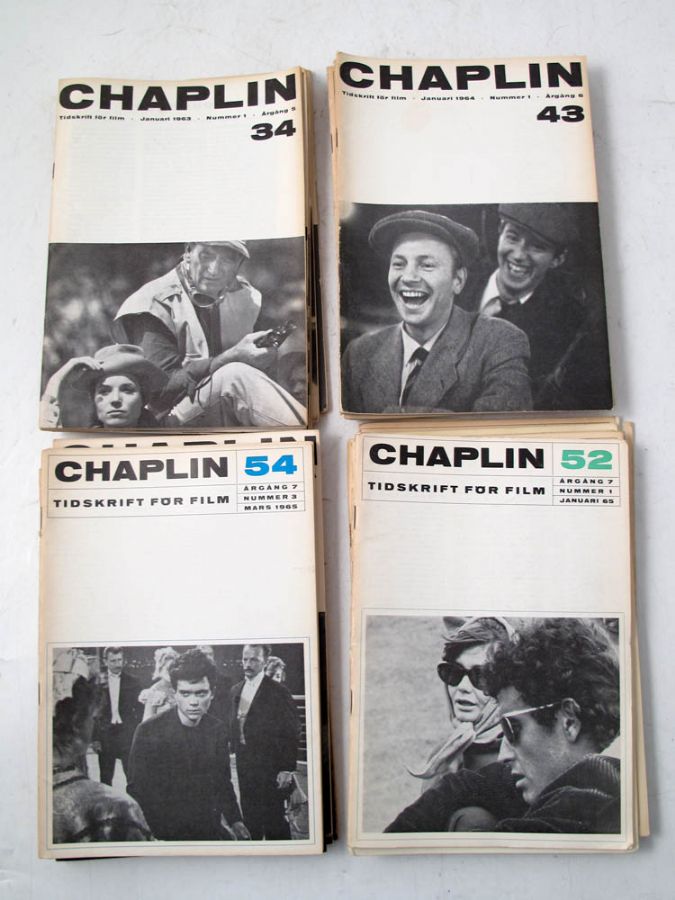 CHAPLIN
Tidskrift för film · Januari 1963 · Nummer 1 · Årgång 5
34
CHAPLIN
Tidskrift för film · Januari 1964 · Nummer 1 · Årgång 6
43
CHAPLIN
CHAPLIN 54
TIDSKRIFT FÖR FILM
ÅRGÅNG 7
NUMMER 3
MARS 1965
CHAPLIN 52
TIDSKRIFT FÖR FILM
ÅRGÅNG 7
NUMMER 1
JANUARI 65